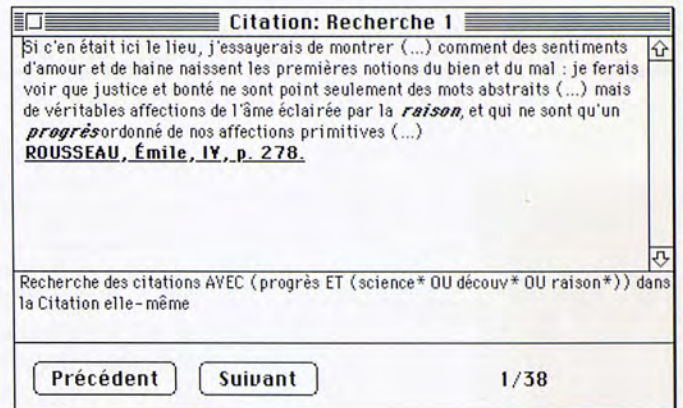 Citation: Recherche 1
Si c'en était ici le lieu, j'essayerais de montrer (...) comment des sentiments
d'amour et de haine naissent les premières notions du bien et du mal : je ferais
voir que justice et bonté ne sont point seulement des mots abstraits (...) mais
de véritables affections de l'âme éclairée par la raison, et qui ne sont qu'un
progrès ordonné de nos affections primitives (...)
ROUSSEAU, Émile, IV, p. 278.
Recherche des citations AVEC (progrès ET (science* OU découv* OU raison*)) dans
la Citation elle-même
Précédent Suivant 1/38